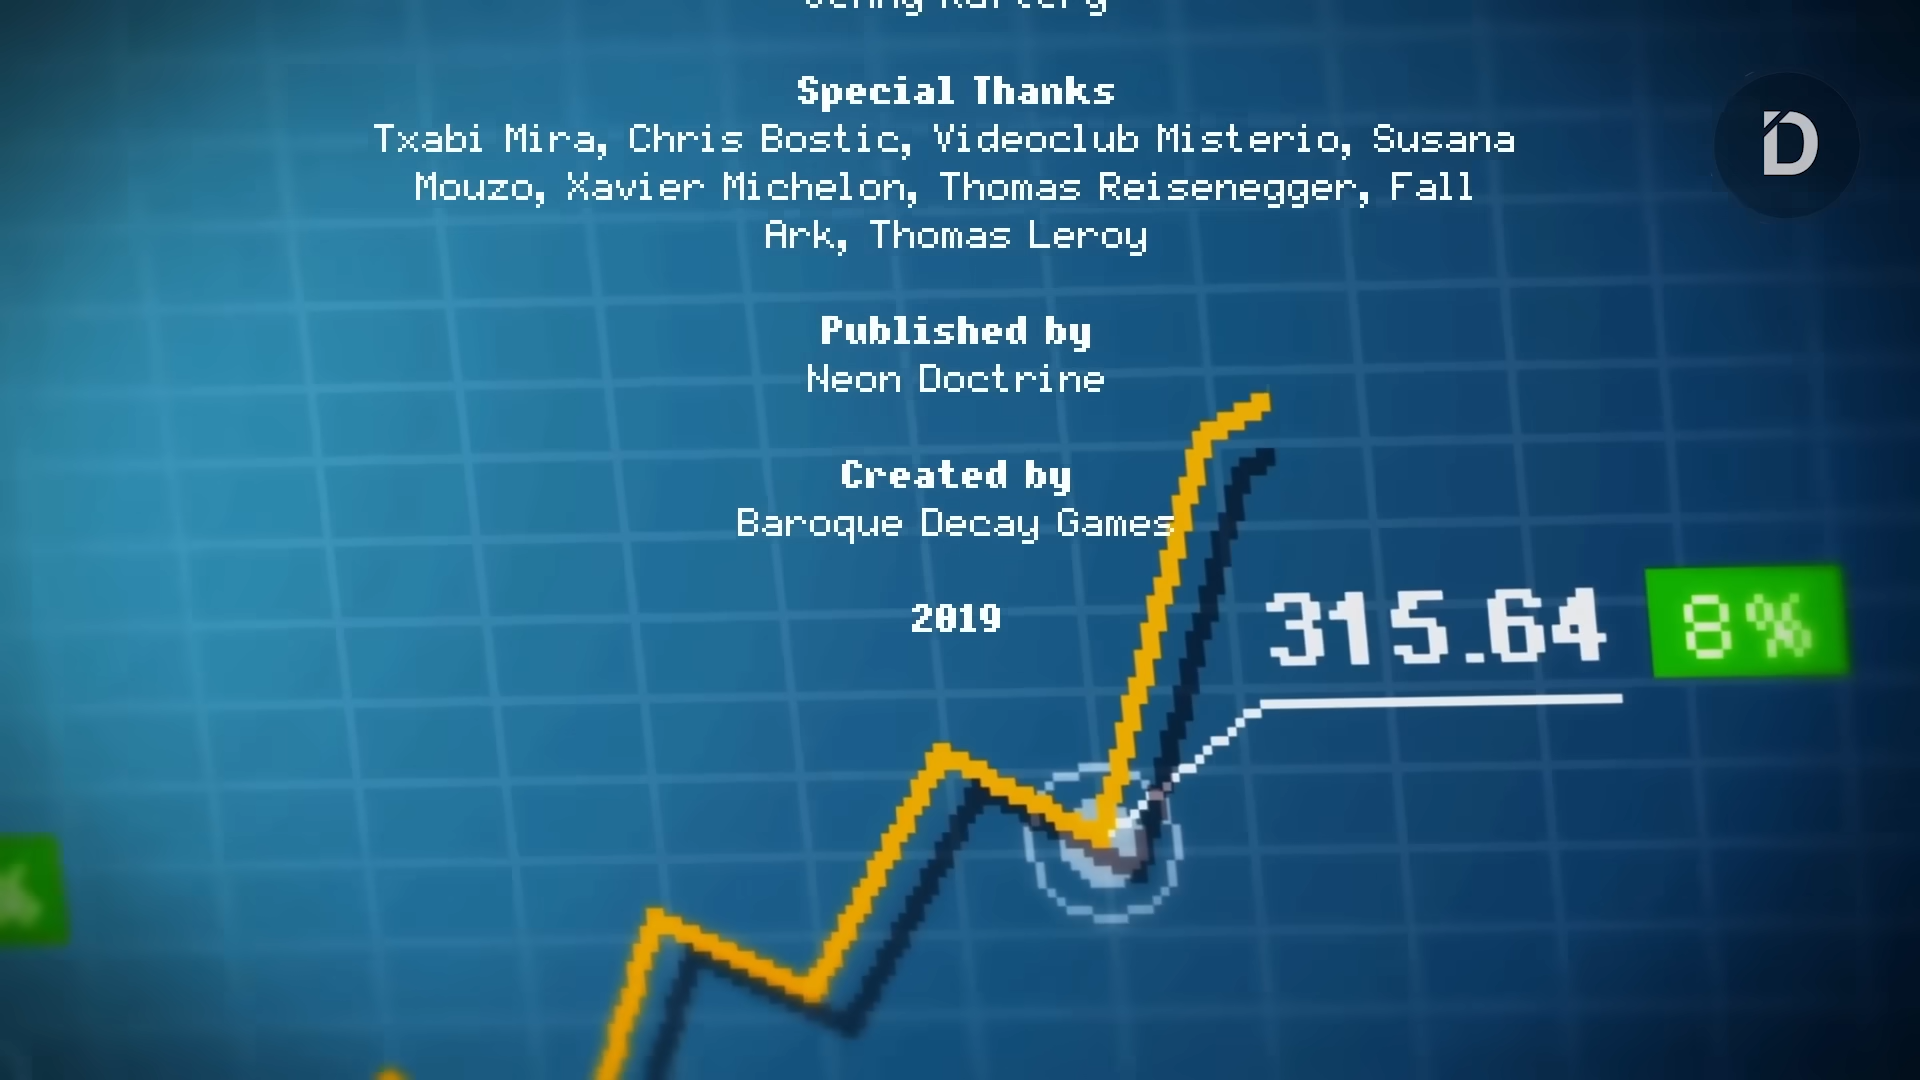 Special Thanks
Txabi Mira, Chris Bostic, Videoclub Misterio, Susana
Mouzo, Xavier Michelon, Thomas Reisenegger, Fall
Ark, Thomas Leroy
Published by
Neon Doctrine
Created by
Baroque Decay Games
2019
315.64 8%
D
%